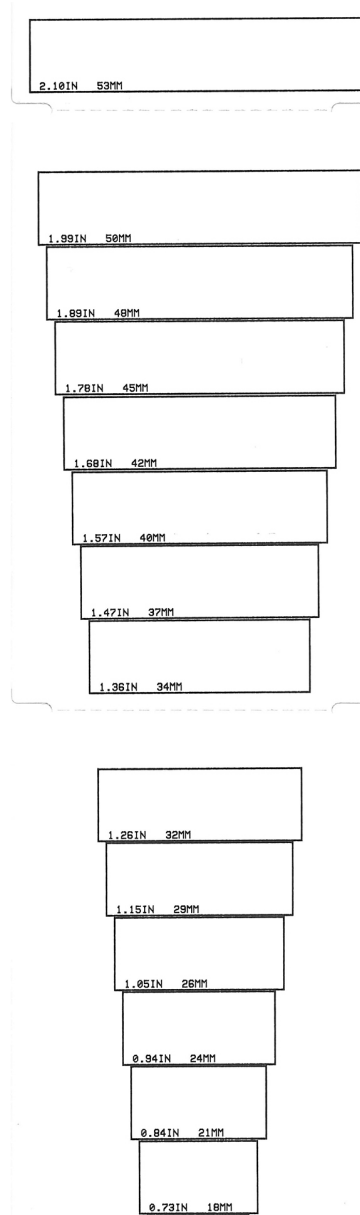 2.10IN 53MM
1.99IN 50MM
1.89IN 48MM
1.78IN 45MM
1.68IN 42MM
1.57IN 40MM
1.47IN 37MM
1.36IN 34MM
1.26IN 32MM
1.15IN 29MM
1.05IN 26MM
0.94IN 24MM
0.84IN 21MM
0.73IN 18MM